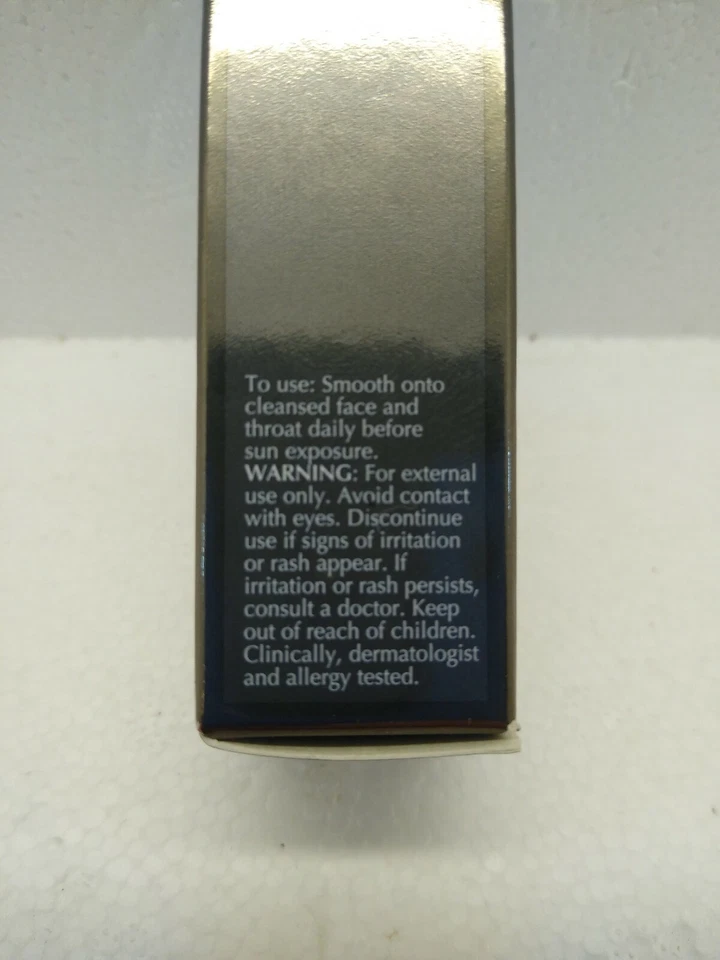 To use: Smooth onto
cleansed face and
throat daily before
sun exposure.
WARNING: For external
use only. Avoid contact
with eyes. Discontinue
use if signs of irritation
or rash appear. If
irritation or rash persists,
consult a doctor. Keep
out of reach of children.
Clinically, dermatologist
and allergy tested.